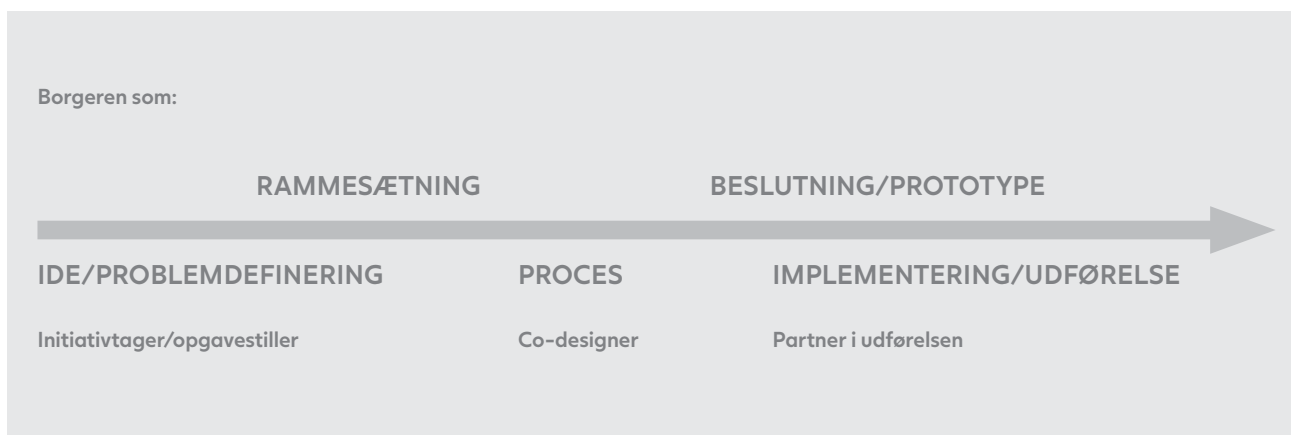 Borgeren som:
RAMMESÆTNING BESLUTNING/PROTOTYPE
IDE/PROBLEMDEFINERING PROCES IMPLEMENTERING/UDFØRELSE
Initiativtager/opgavestiller Co-designer Partner i udførelsen